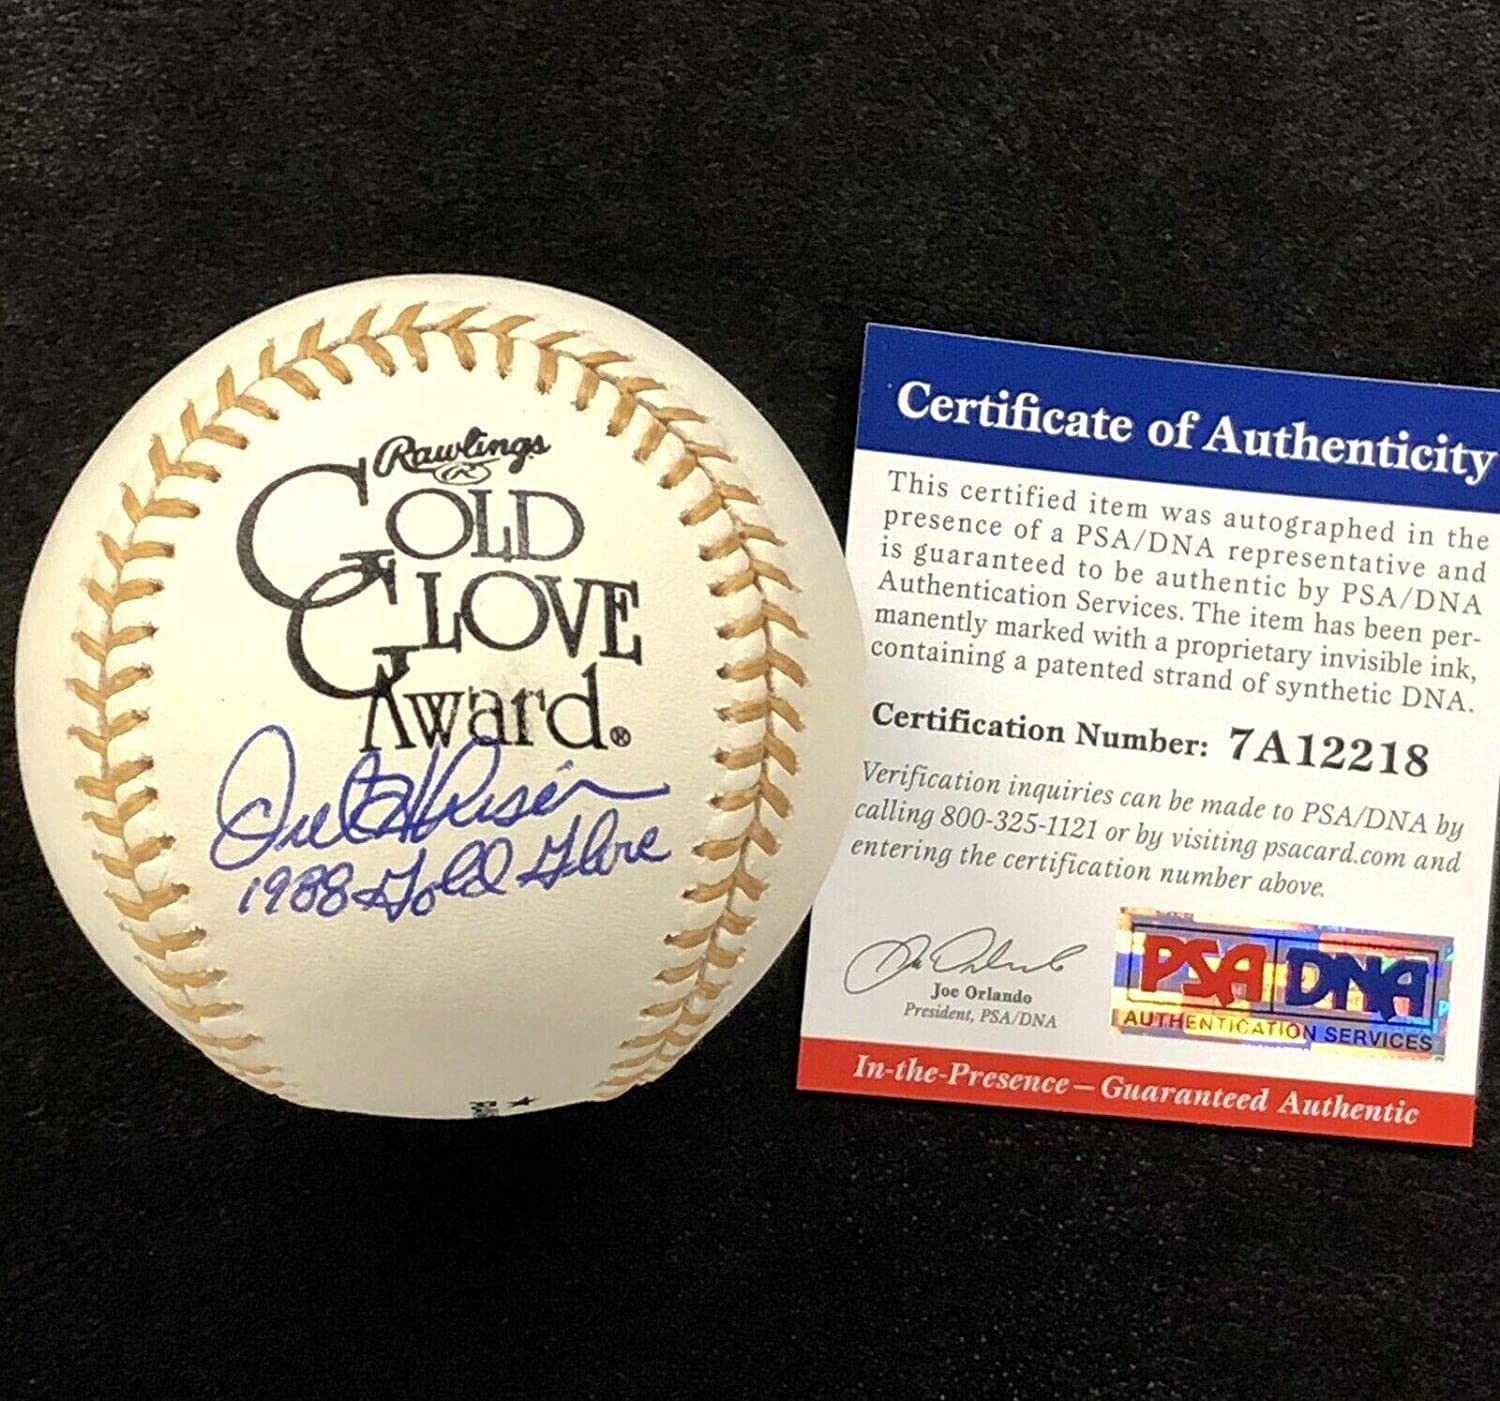 Rawlings
R
GOLD
GLOVE
AWard®
Orel Hershiser
1988 Gold Glove
Certificate of Authenticity
This certified item was autographed in the
presence of a PSA/DNA representative and
is guaranteed to be authentic by PSA/DNA
Authentication Services. The item has been per-
manently marked with a proprietary invisible ink,
containing a patented strand of synthetic DNA.
Certification Number: 7A12218
Verification inquiries can be made to PSA/DNA by
calling 800-325-1121 or by visiting psacard.com and
entering the certification number above.
Joe Orlando
Joe Orlando
President, PSA/DNA
PSA DNA
AUTHENTICATION SERVICES
In-the-Presence — Guaranteed Authentic